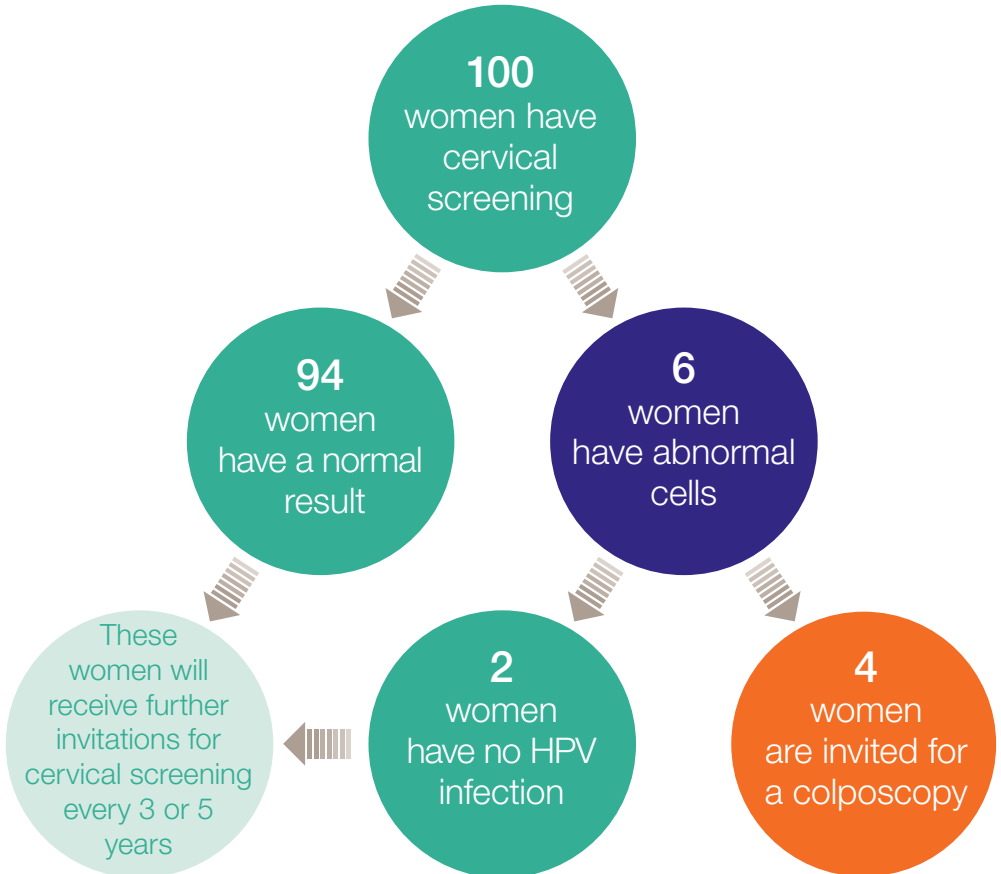 100
women have
cervical
screening
94
women
have a normal
result
6
women
have abnormal
cells
These
women will
receive further
invitations for
cervical screening
every 3 or 5
years
2
women
have no HPV
infection
4
women
are invited for
a colposcopy